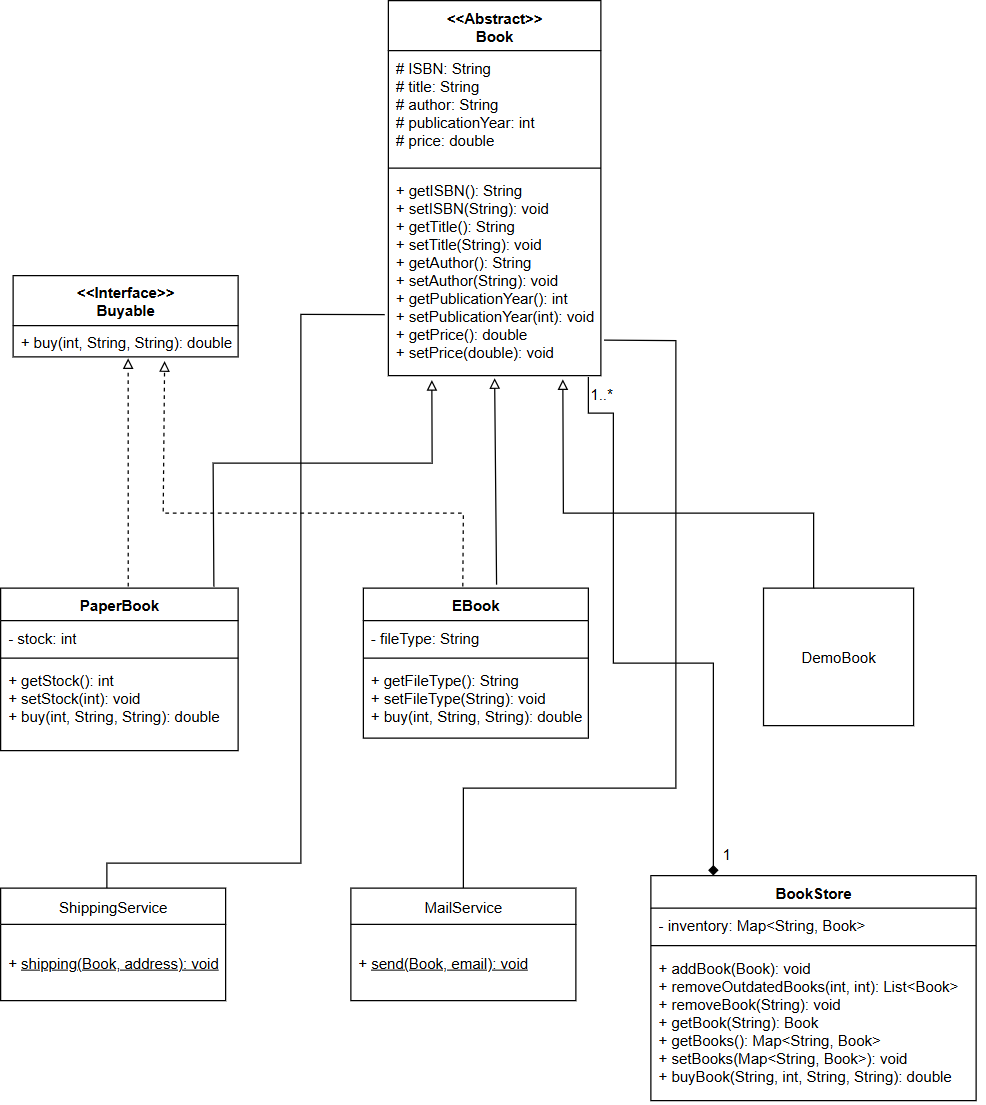 <<Abstract>>
Book
# ISBN: String
# title: String
# author: String
# publicationYear: int
# price: double
+ getISBN(): String
+ setISBN(String): void
+ getTitle(): String
+ setTitle(String): void
+ getAuthor(): String
+ setAuthor(String): void
+ getPublicationYear(): int
+ setPublicationYear(int): void
+ getPrice(): double
+ setPrice(double): void
<<Interface>>
Buyable
+ buy(int, String, String): double
1..*
PaperBook
- stock: int
+ getStock(): int
+ setStock(int): void
+ buy(int, String, String): double
EBook
- fileType: String
+ getFileType(): String
+ setFileType(String): void
+ buy(int, String, String): double
DemoBook
ShippingService
+ shipping(Book, address): void
MailService
+ send(Book, email): void
1
BookStore
- inventory: Map<String, Book>
+ addBook(Book): void
+ removeOutdatedBooks(int, int): List<Book>
+ removeBook(String): void
+ getBook(String): Book
+ getBooks(): Map<String, Book>
+ setBooks(Map<String, Book>): void
+ buyBook(String, int, String, String): double